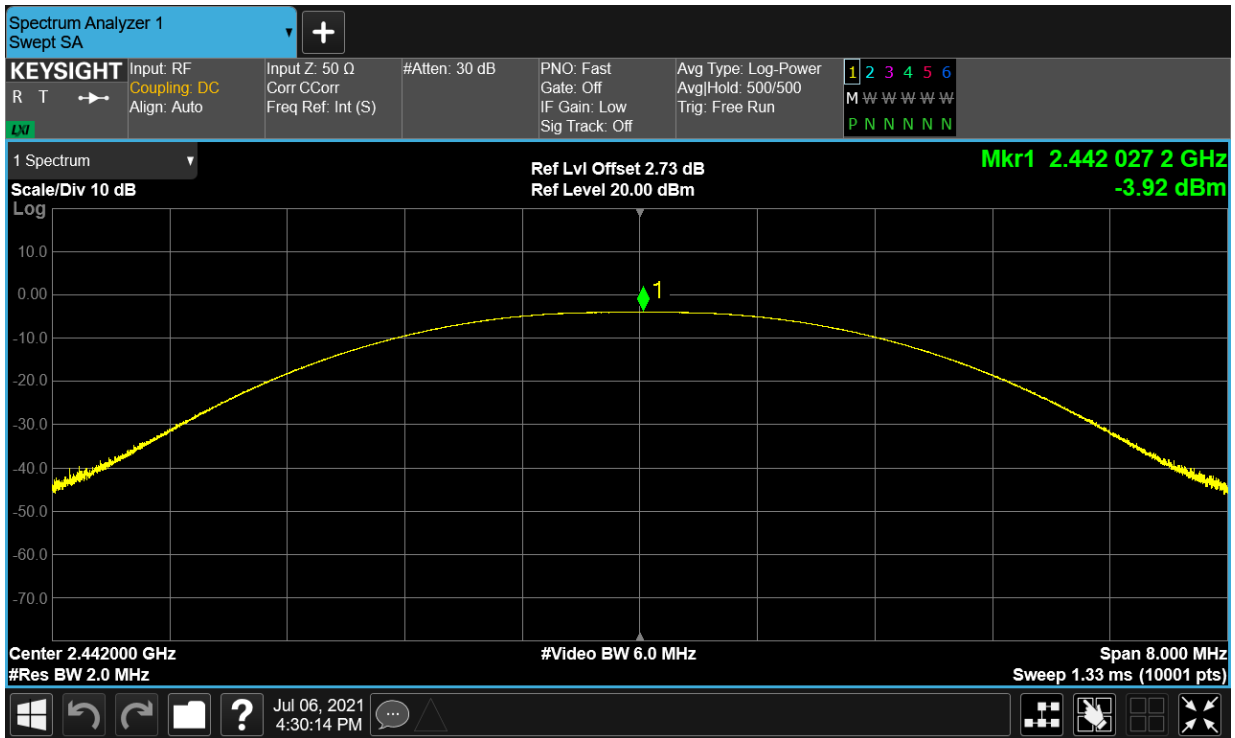 Spectrum Analyzer 1
Swept SA
KEYSIGHT
R T
LXI
Input: RF
Coupling: DC
Align: Auto
Input Z: 50 Ω
Corr CCorr
Freq Ref: Int (S)
#Atten: 30 dB
PNO: Fast
Gate: Off
IF Gain: Low
Sig Track: Off
Avg Type: Log-Power
Avg|Hold: 500/500
Trig: Free Run
1 2 3 4 5 6
M W W W W W
P N N N N N
1 Spectrum
Scale/Div 10 dB
Log
Ref Lvl Offset 2.73 dB
Ref Level 20.00 dBm
Mkr1 2.442 027 2 GHz
-3.92 dBm
1
10.0
0.00
-10.0
-20.0
-30.0
-40.0
-50.0
-60.0
-70.0
Center 2.442000 GHz
#Res BW 2.0 MHz
#Video BW 6.0 MHz
Span 8.000 MHz
Sweep 1.33 ms (10001 pts)
?
Jul 06, 2021
4:30:14 PM